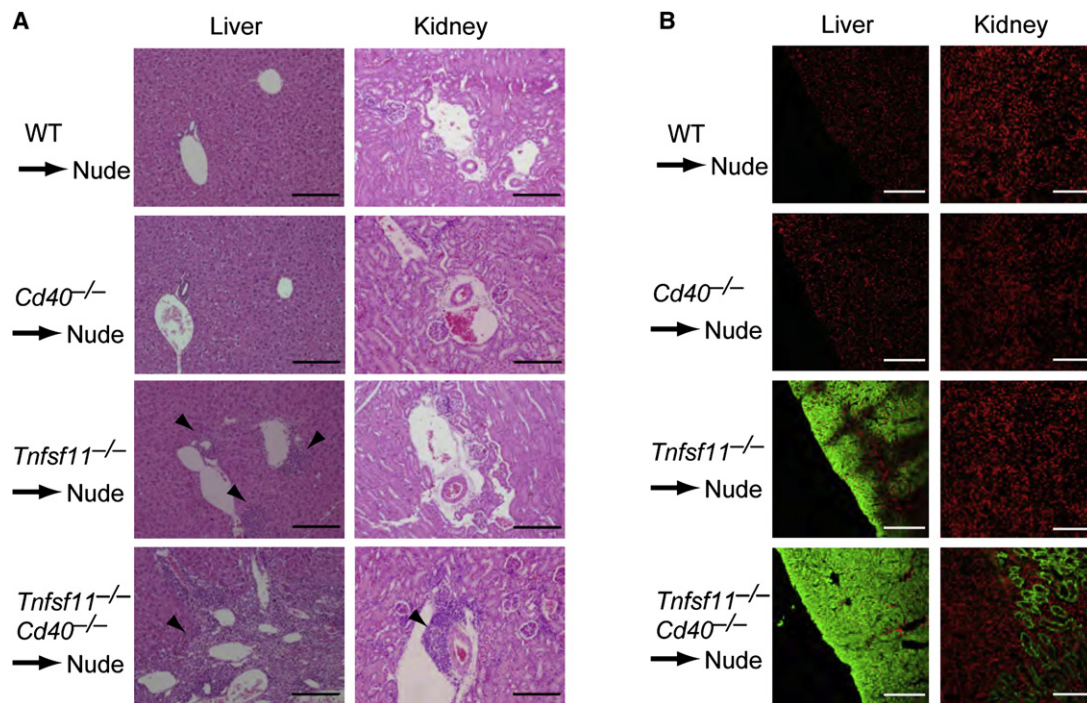 A
Liver
Kidney
WT
Nude
Cd40–/–
Nude
Tnfsf11–/–
Nude
Tnfsf11–/–
Cd40–/–
Nude
B
Liver
Kidney
WT
Nude
Cd40–/–
Nude
Tnfsf11–/–
Nude
Tnfsf11–/–
Cd40–/–
Nude